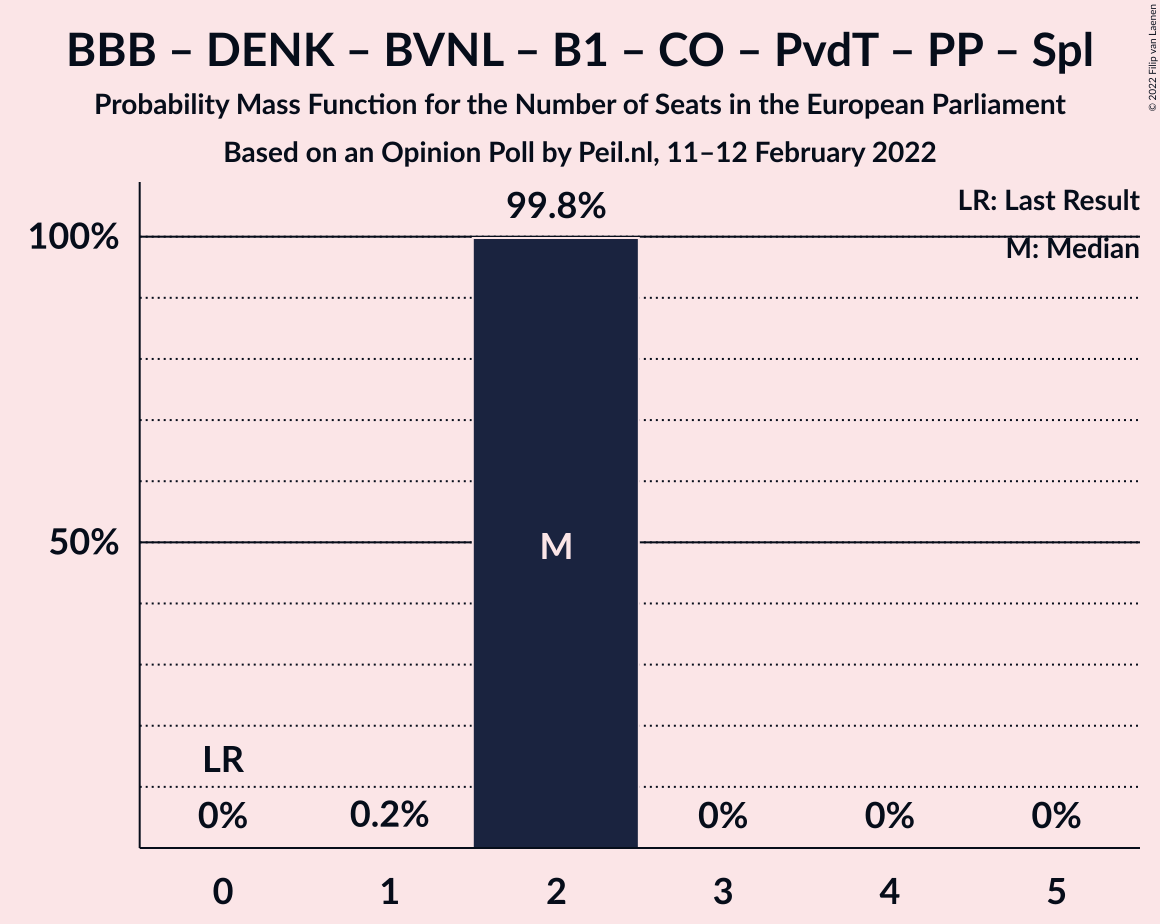 BBB – DENK – BVNL – B1 – CO – PvdT – PP – Spl
Probability Mass Function for the Number of Seats in the European Parliament
Based on an Opinion Poll by Peil.nl, 11–12 February 2022
© 2022 Filip van Laenen
LR: Last Result
M: Median
99.8%
100%
50%
M
LR
0% 0.2% 0% 0% 0%
0 1 2 3 4 5